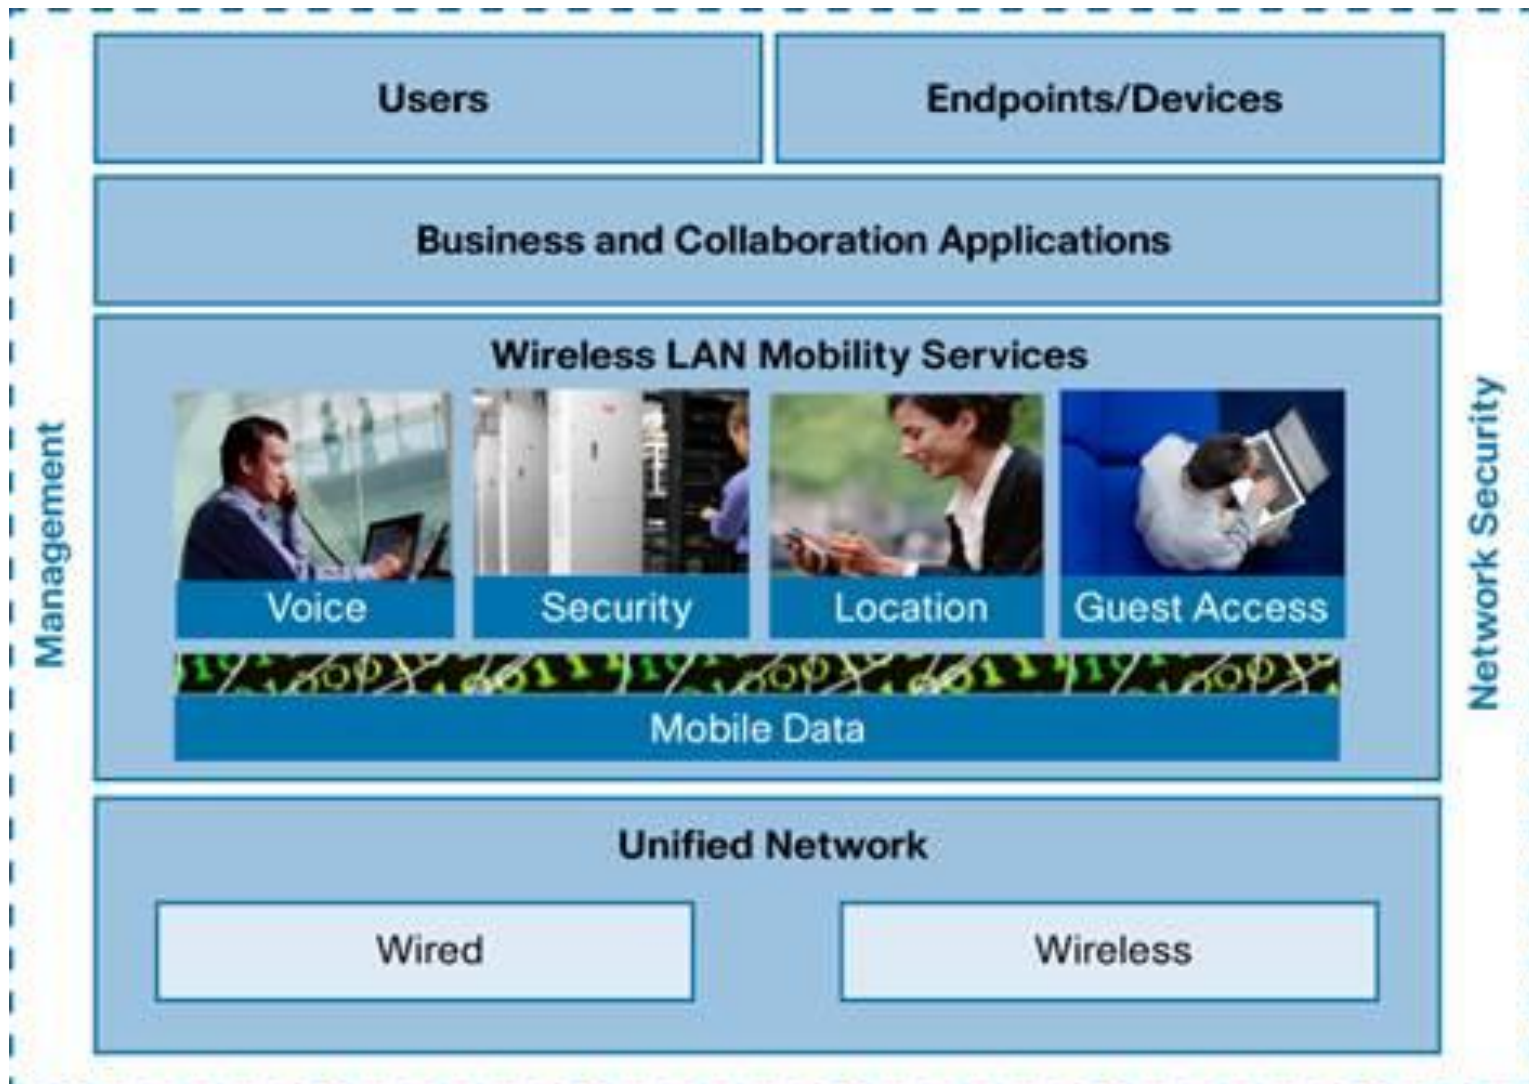 Users
Endpoints/Devices
Business and Collaboration Applications
Management
Wireless LAN Mobility Services
Voice
Security
Location
Guest Access
Mobile Data
Network Security
Unified Network
Wired
Wireless